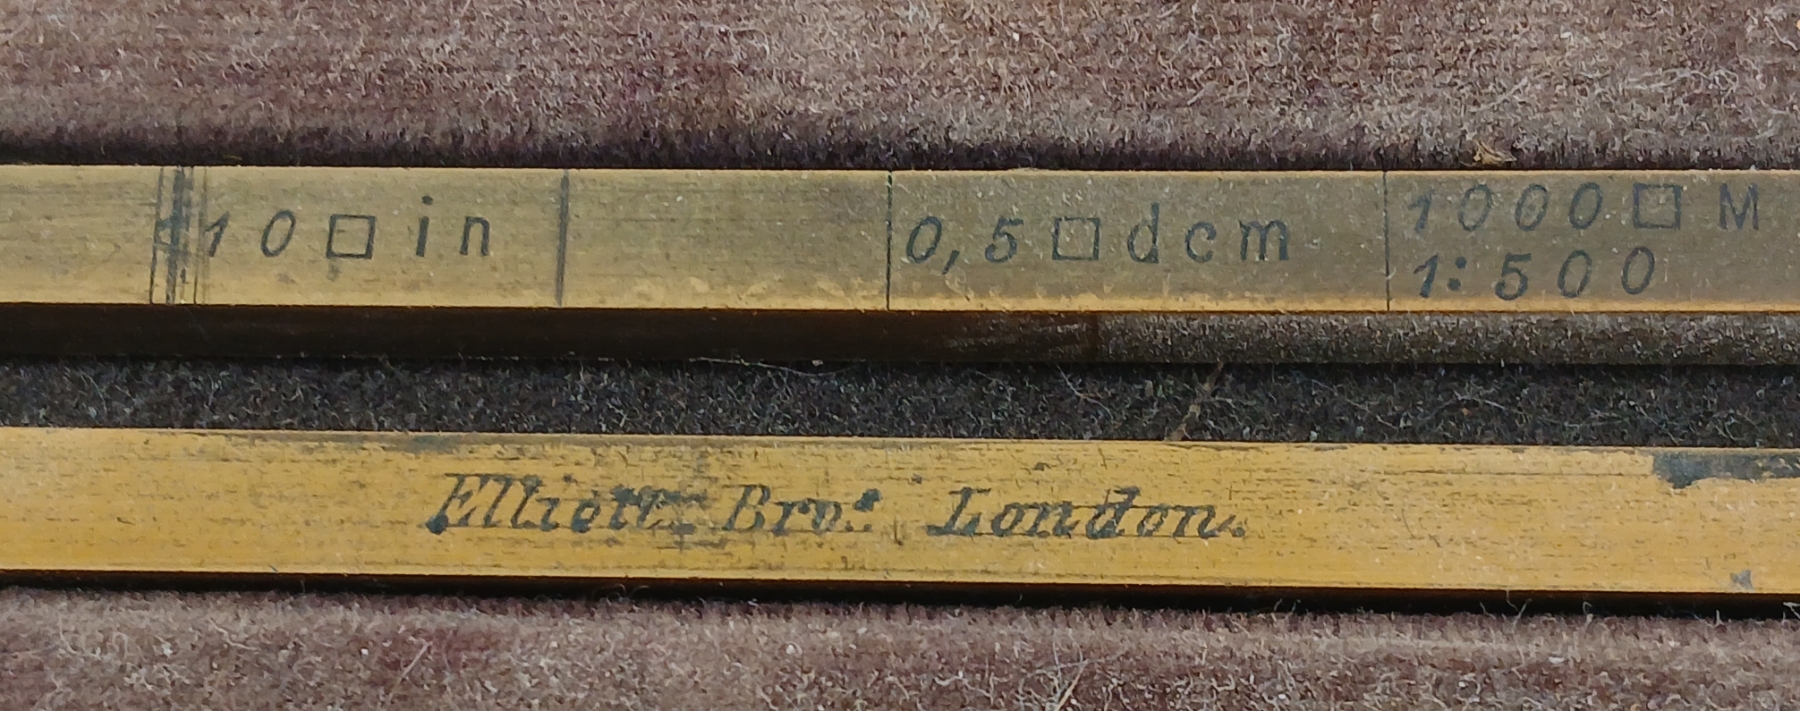 10 □ in
0,5 □ dcm
1000 □ M
1:500
Elliott Bros. London.